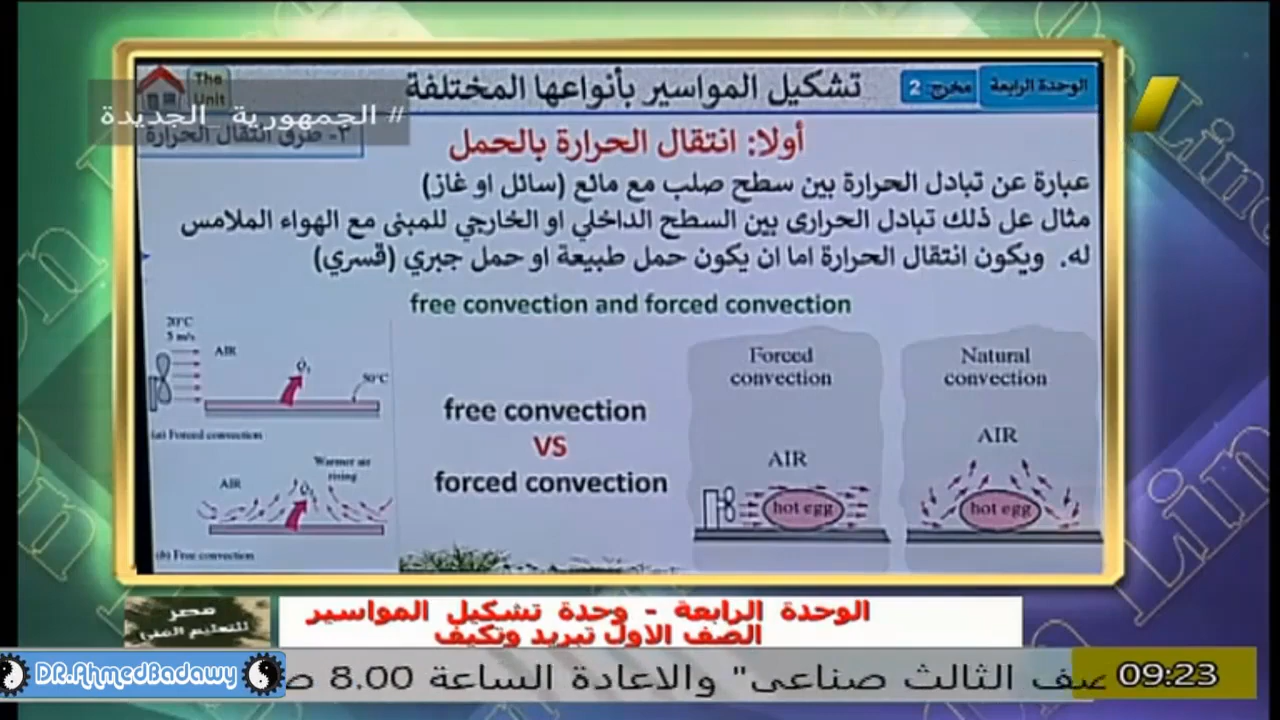 الوحدة الرابعة
مخرج: 2
تشكيل المواسير بأنواعها المختلفة
The Unit
# الجمهورية_الجديدة
٣- طرق انتقال الحرارة
أولا: انتقال الحرارة بالحمل
عبارة عن تبادل الحرارة بين سطح صلب مع مائع (سائل او غاز)
مثال عل ذلك تبادل الحرارى بين السطح الداخلي او الخارجي للمبنى مع الهواء الملامس
له. ويكون انتقال الحرارة اما ان يكون حمل طبيعة او حمل جبري (قسري)
free convection and forced convection
20°C
5 m/s
AIR
50°C
(a) Forced convection
Warmer air
rising
AIR
(b) Free convection
free convection
VS
forced convection
Forced
convection
AIR
hot egg
Natural
convection
AIR
hot egg
مصر
للتعليم الفنى
الوحدة الرابعة - وحدة تشكيل المواسير
الصف الاول تبريد وتكيف
DR.AhmedBadawy
صف الثالث صناعى" والاعادة الساعة 8.00 ص
09:23